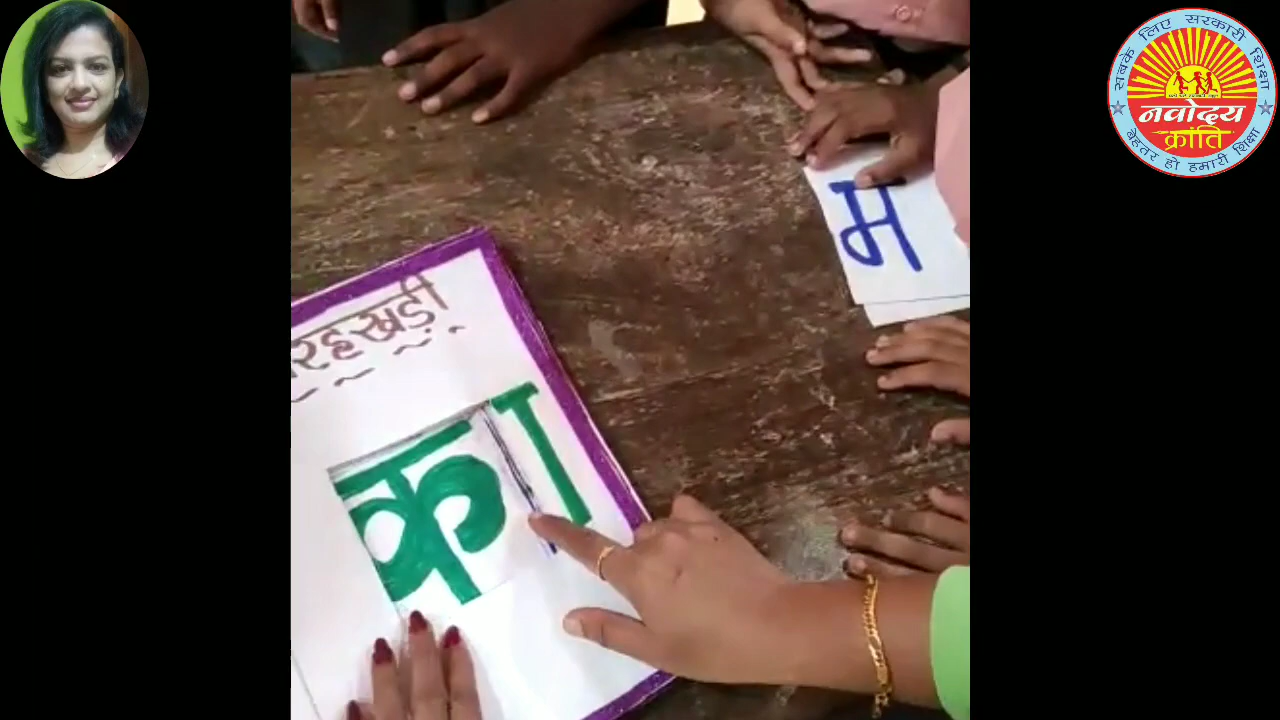 सबके लिए सरकारी शिक्षा
नवोदय
क्रांति
बेहतर हो हमारी शिक्षा
रहखड़ी
का
म